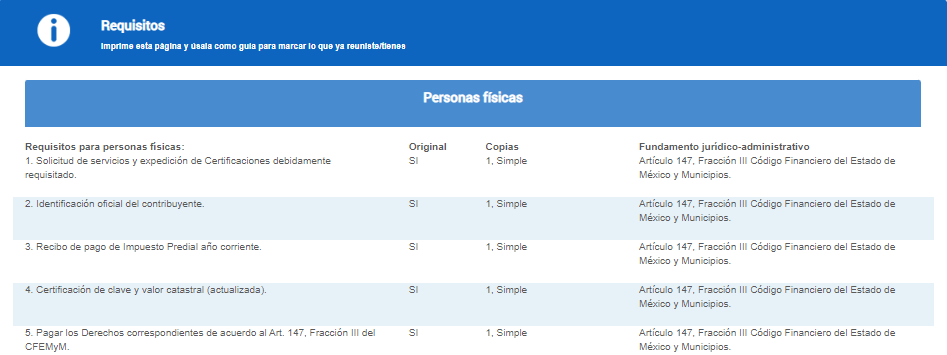 Requisitos
Imprime esta página y úsala como guía para marcar lo que ya reuniste/tienes
Personas físicas
Requisitos para personas físicas: Original Copias Fundamento jurídico-administrativo
1. Solicitud de servicios y expedición de Certificaciones debidamente SI 1, Simple Artículo 147, Fracción III Código Financiero del Estado de
requisitado. México y Municipios.
2. Identificación oficial del contribuyente. SI 1, Simple Artículo 147, Fracción III Código Financiero del Estado de
México y Municipios.
3. Recibo de pago de Impuesto Predial año corriente. SI 1, Simple Artículo 147, Fracción III Código Financiero del Estado de
México y Municipios.
4. Certificación de clave y valor catastral (actualizada). SI 1, Simple Artículo 147, Fracción III Código Financiero del Estado de
México y Municipios.
5. Pagar los Derechos correspondientes de acuerdo al Art. 147, Fracción III del SI 1, Simple Artículo 147, Fracción III Código Financiero del Estado de
CFEMyM. México y Municipios.